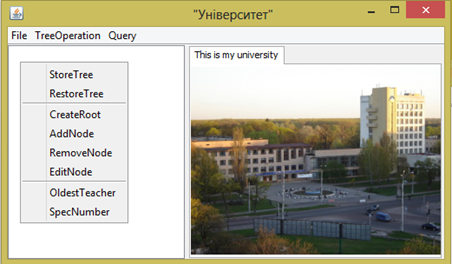 "Університет"
File TreeOperation Query
This is my university
StoreTree
RestoreTree
CreateRoot
AddNode
RemoveNode
EditNode
OldestTeacher
SpecNumber